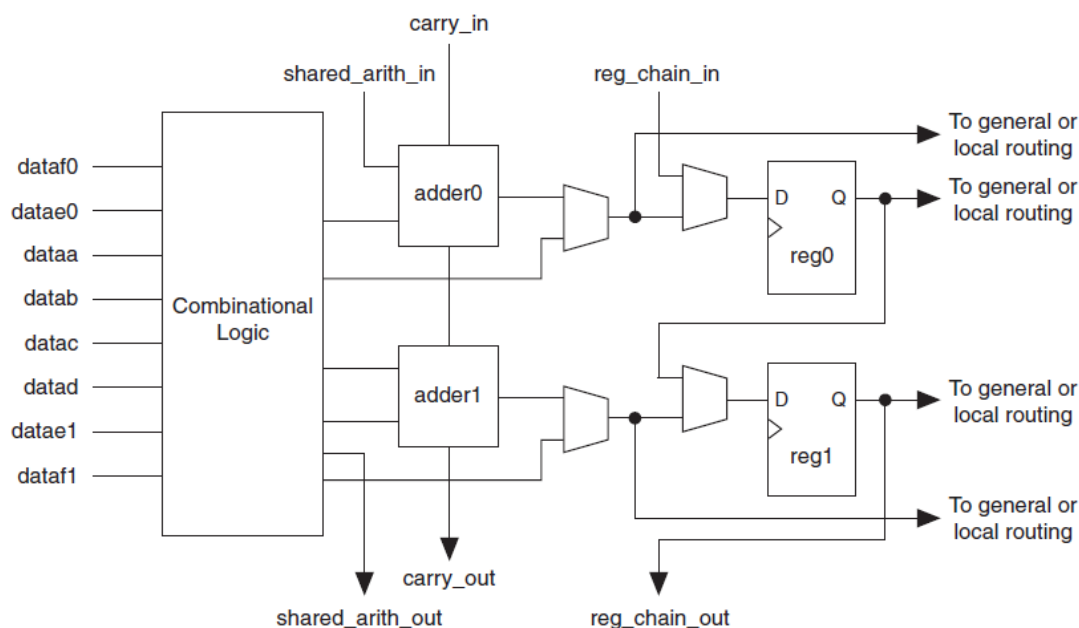 carry_in
shared_arith_in
reg_chain_in
To general or
local routing
dataf0
datae0
dataa
datab
datac
datad
datae1
dataf1
Combinational
Logic
adder0
D
Q
reg0
To general or
local routing
adder1
D
Q
reg1
To general or
local routing
To general or
local routing
carry_out
shared_arith_out
reg_chain_out